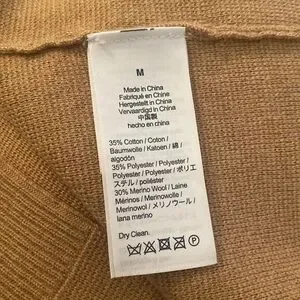 M
Made in China
Fabriqué en Chine
Hergestellt in China
Vervaardigd in China
中国製
hecho en china
35% Cotton / Coton /
Baumwolle / Katoen / 綿 /
algodón
35% Polyester / Polyester /
Polyester / Polyester / ポリエ
ステル / poliéster
30% Merino Wool / Laine
Mérinos / Merinowolle /
Merinowol / メリノウール /
lana merino
Dry Clean.
P